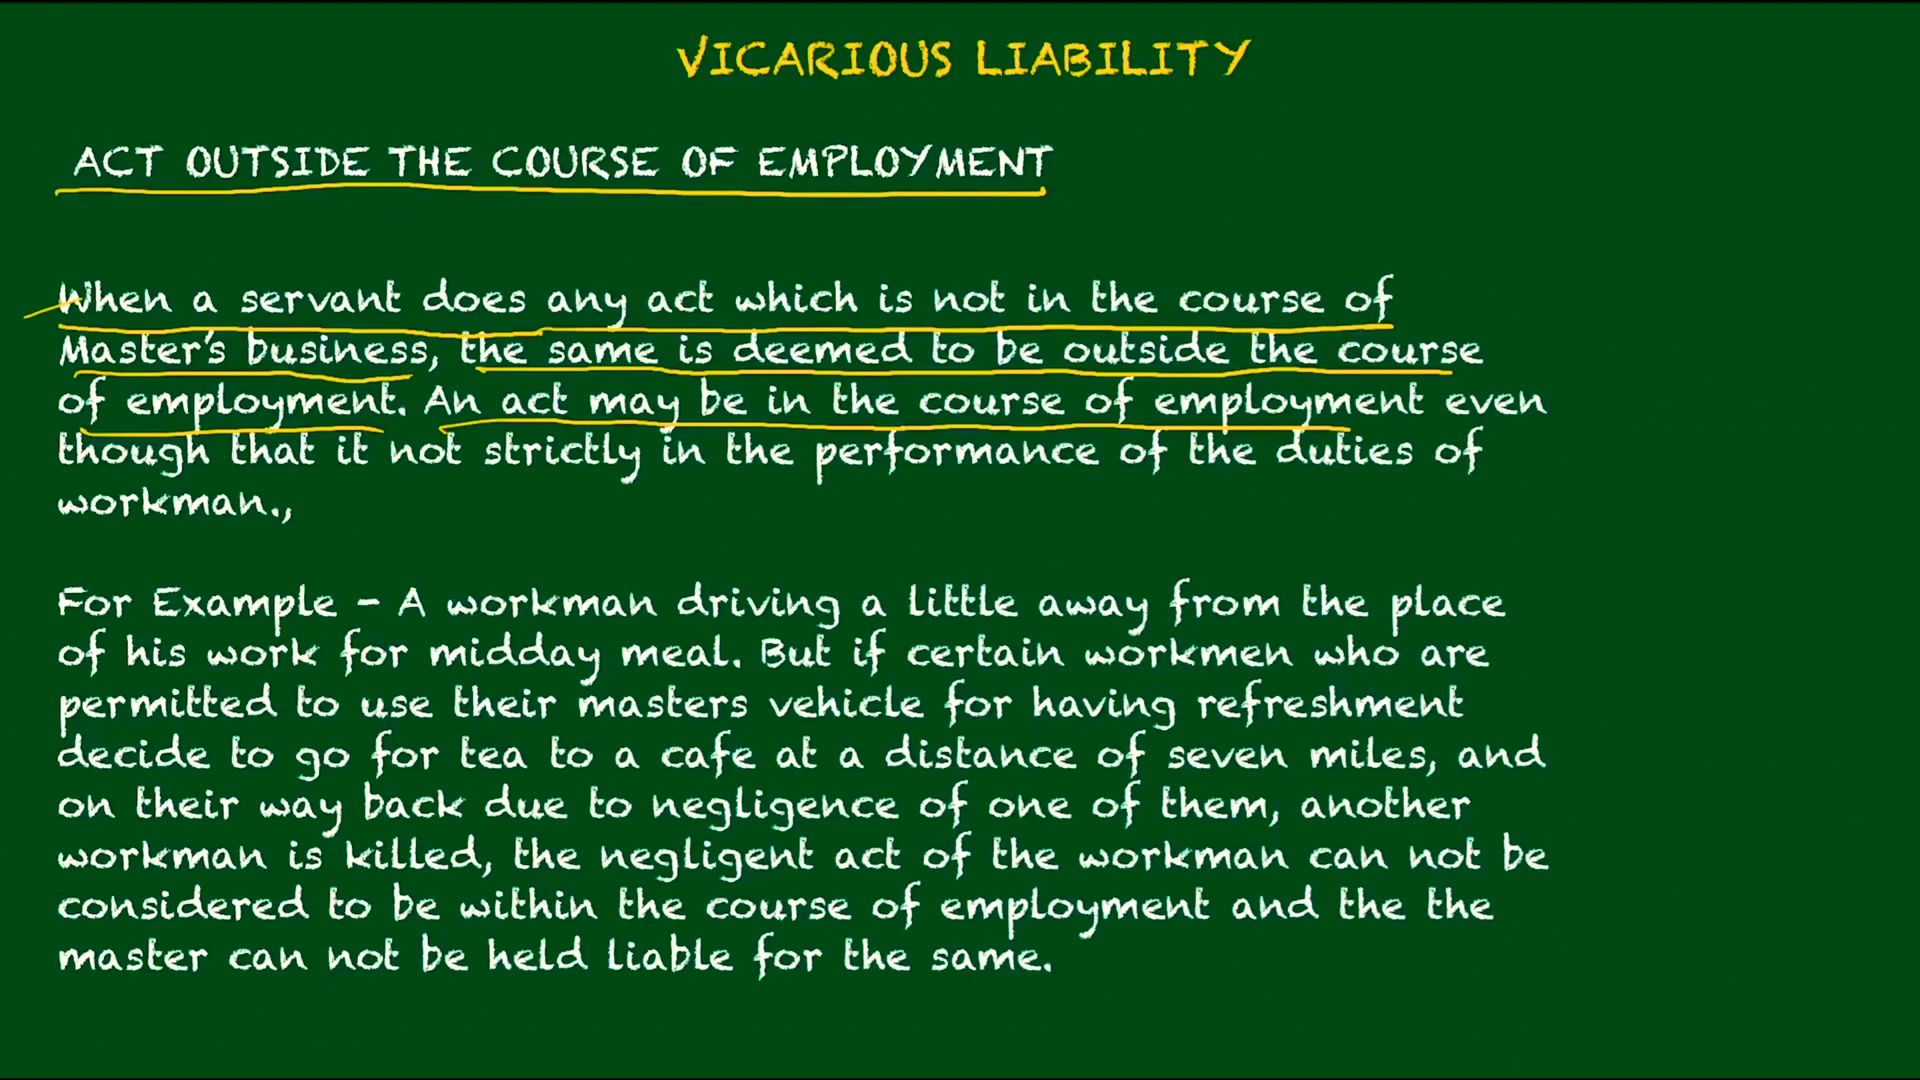 VICARIOUS LIABILITY
ACT OUTSIDE THE COURSE OF EMPLOYMENT
When a servant does any act which is not in the course of
Master's business, the same is deemed to be outside the course
of employment. An act may be in the course of employment even
though that it not strictly in the performance of the duties of
workman.,
For Example - A workman driving a little away from the place
of his work for midday meal. But if certain workmen who are
permitted to use their masters vehicle for having refreshment
decide to go for tea to a cafe at a distance of seven miles, and
on their way back due to negligence of one of them, another
workman is killed, the negligent act of the workman can not be
considered to be within the course of employment and the the
master can not be held liable for the same.